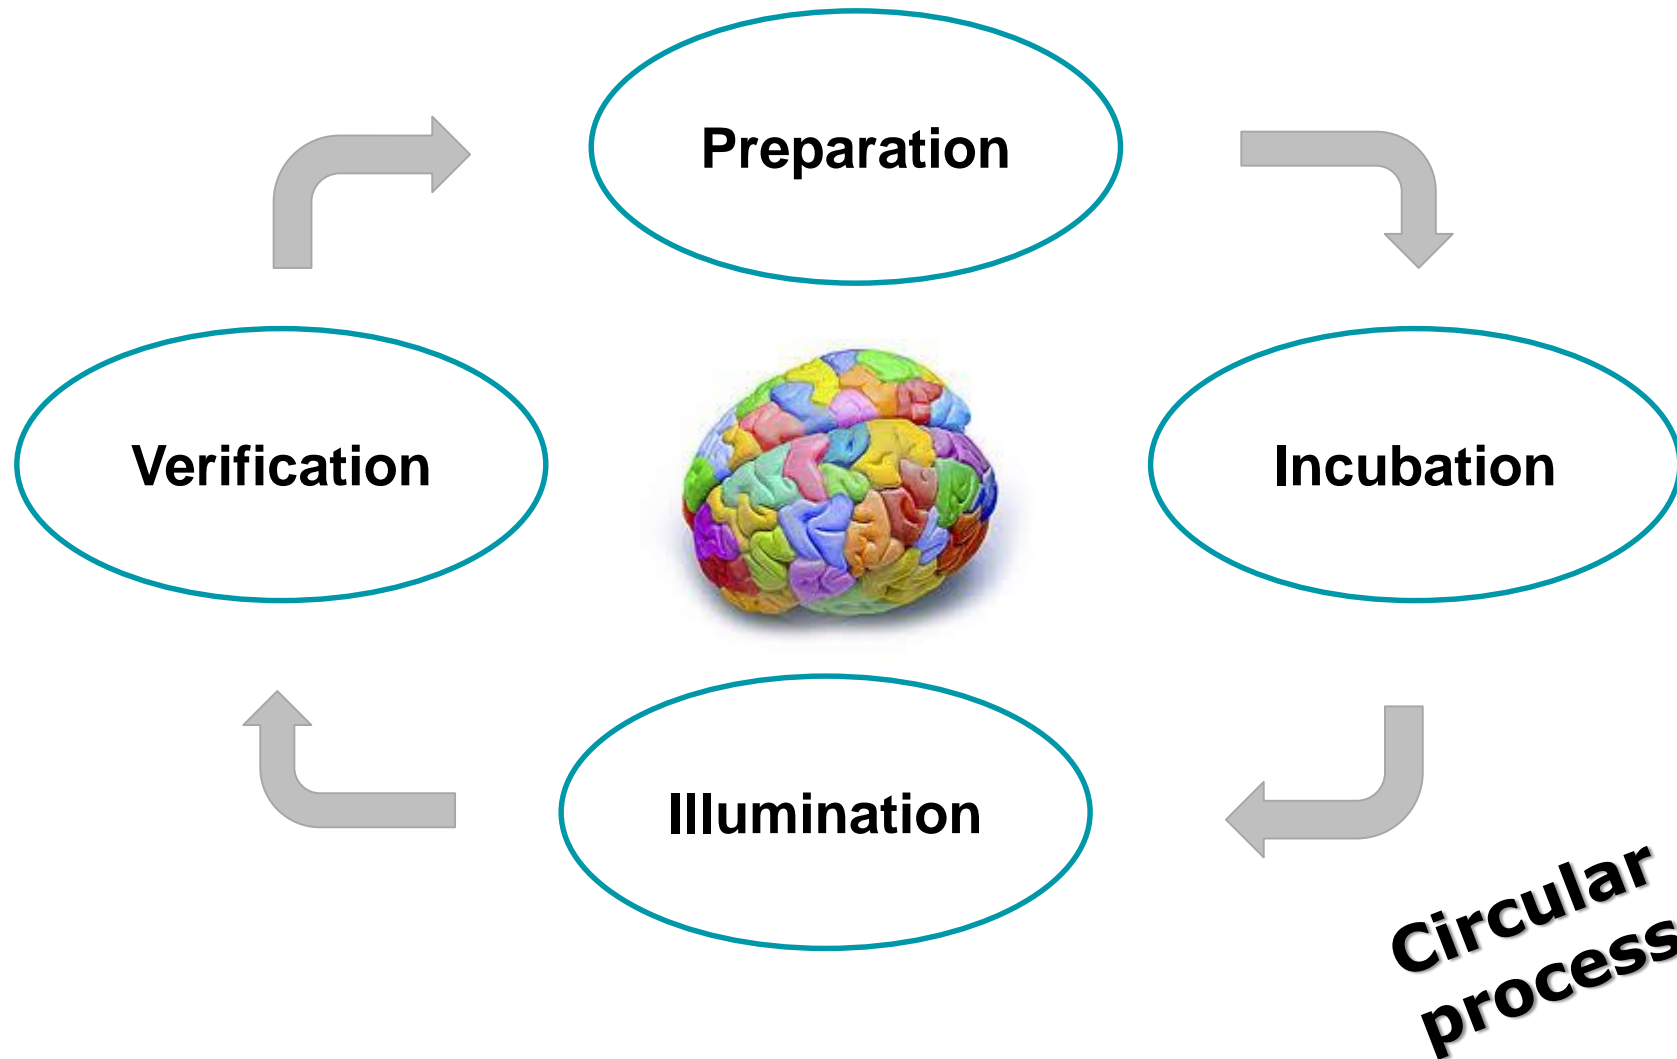 Preparation
Verification
Incubation
Illumination
Circular
process